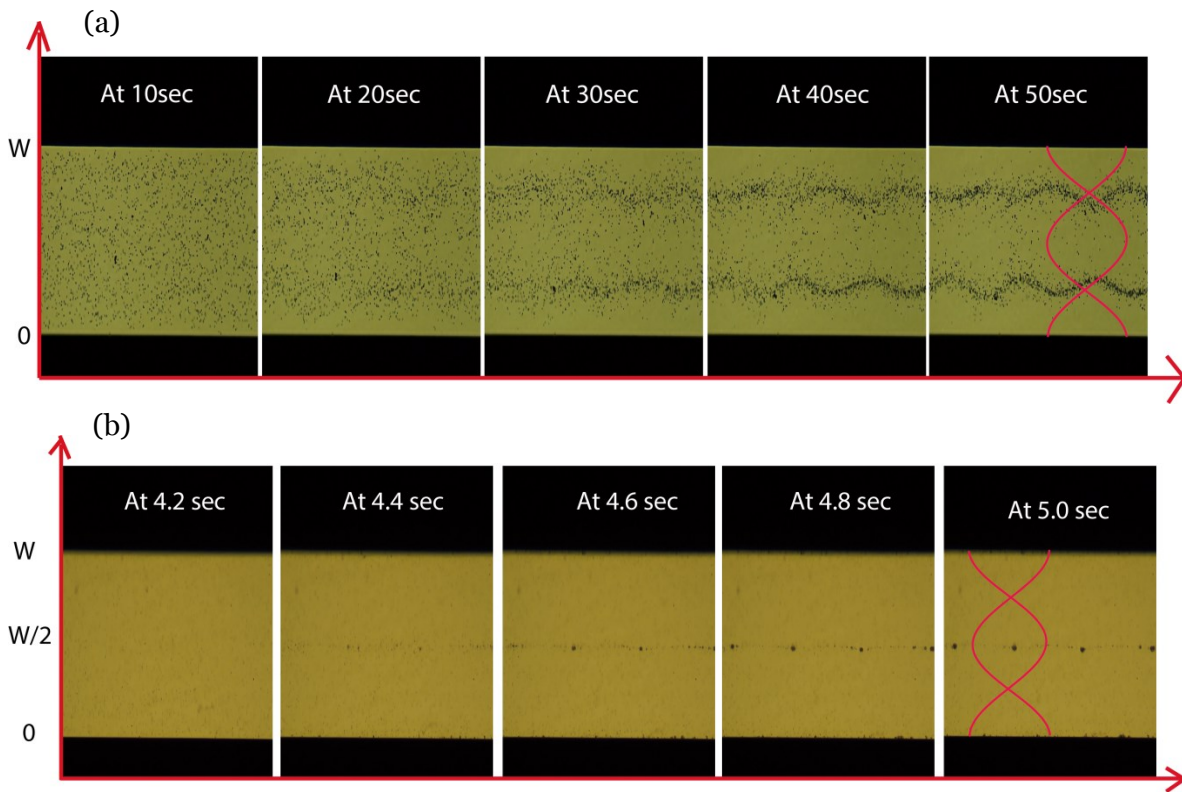 (a)
At 10sec
At 20sec
At 30sec
At 40sec
At 50sec
W
0
(b)
At 4.2 sec
At 4.4 sec
At 4.6 sec
At 4.8 sec
At 5.0 sec
W
W/2
0